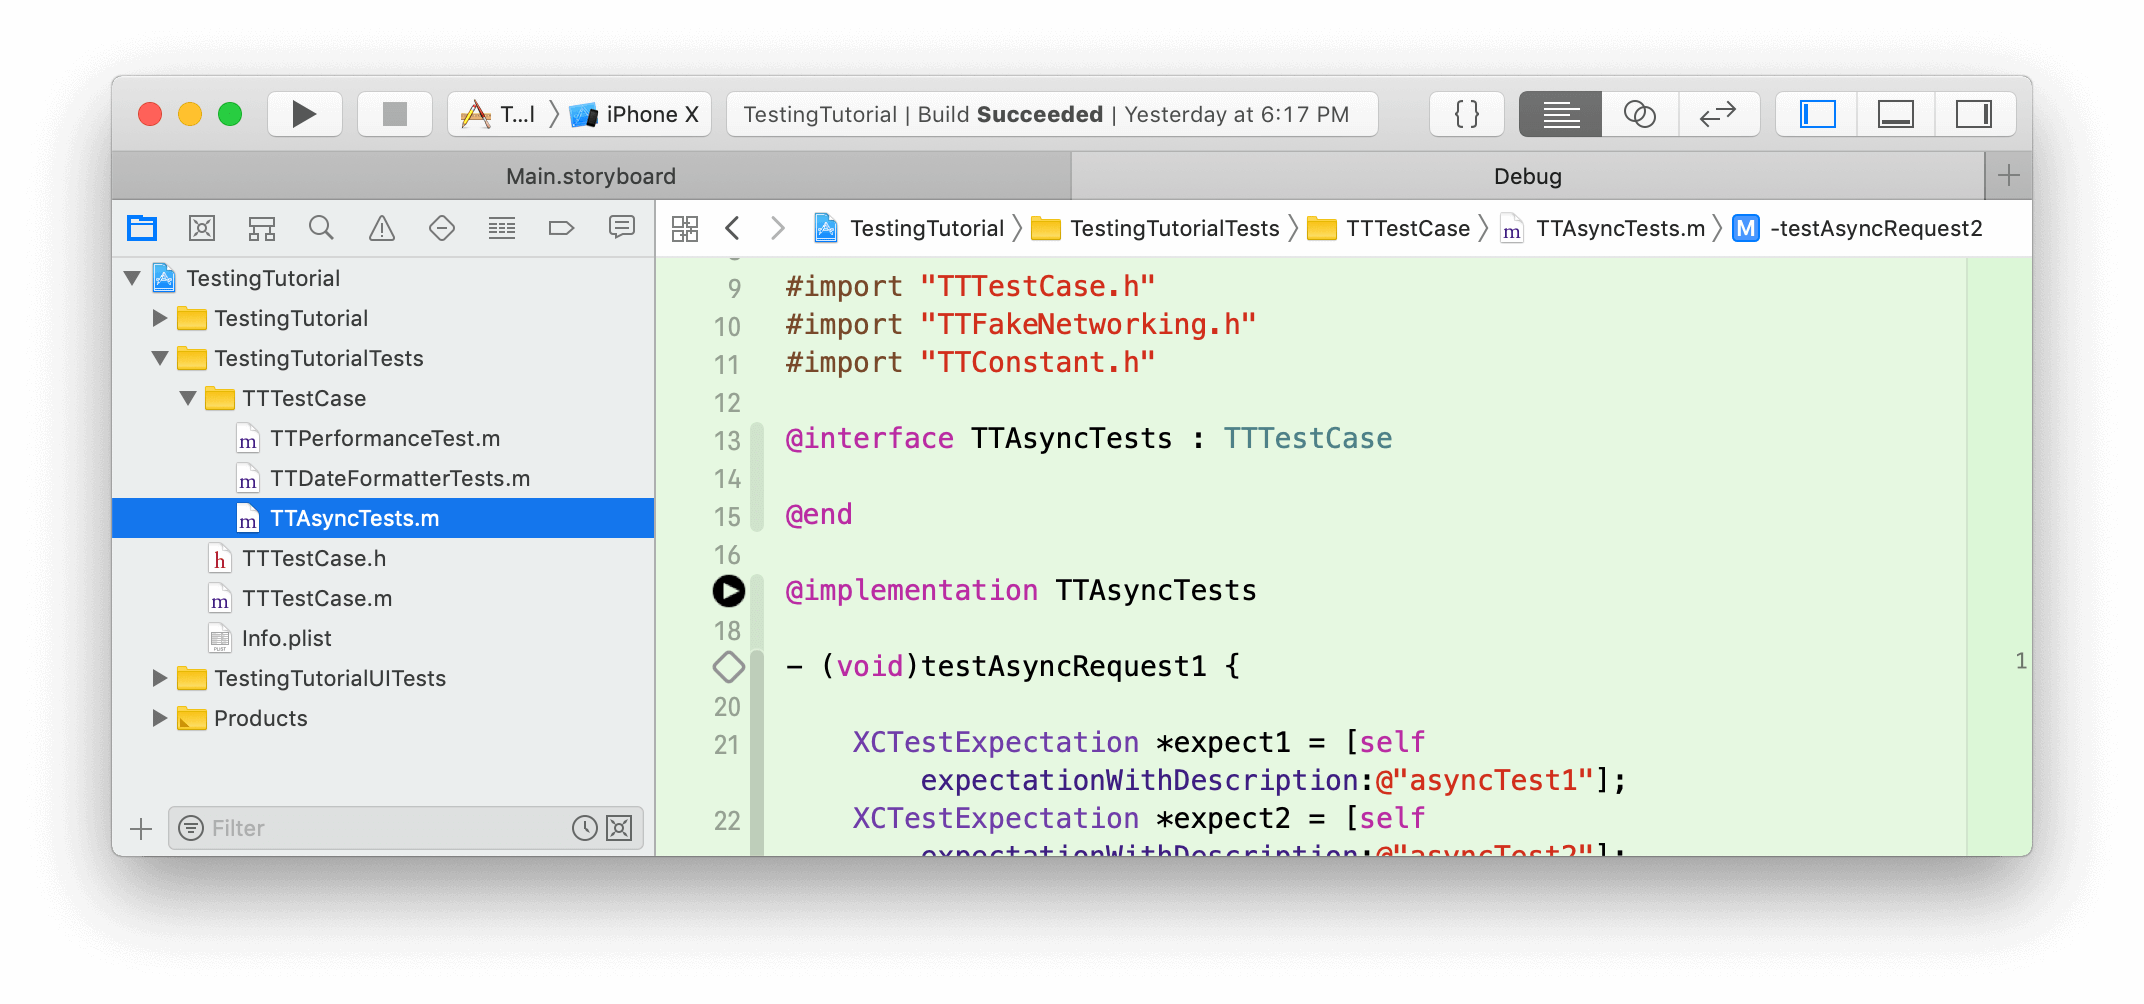 T...l 〉 iPhone X
TestingTutorial | Build Succeeded | Yesterday at 6:17 PM
{ }
Main.storyboard
Debug
TestingTutorial 〉 TestingTutorialTests 〉 TTTestCase 〉 m TTAsyncTests.m 〉 M -testAsyncRequest2
TestingTutorial
TestingTutorial
TestingTutorialTests
TTTestCase
m TTPerformanceTest.m
m TTDateFormatterTests.m
m TTAsyncTests.m
h TTTestCase.h
m TTTestCase.m
Info.plist
TestingTutorialUITests
Products
Filter
9 #import "TTTestCase.h"
10 #import "TTFakeNetworking.h"
11 #import "TTConstant.h"
12
13 @interface TTAsyncTests : TTTestCase
14
15 @end
16
@implementation TTAsyncTests
18
- (void)testAsyncRequest1 {
1
20
21 XCTestExpectation *expect1 = [self
expectationWithDescription:@"asyncTest1"];
22 XCTestExpectation *expect2 = [self
expectationWithDescription:@"asyncTest2"];